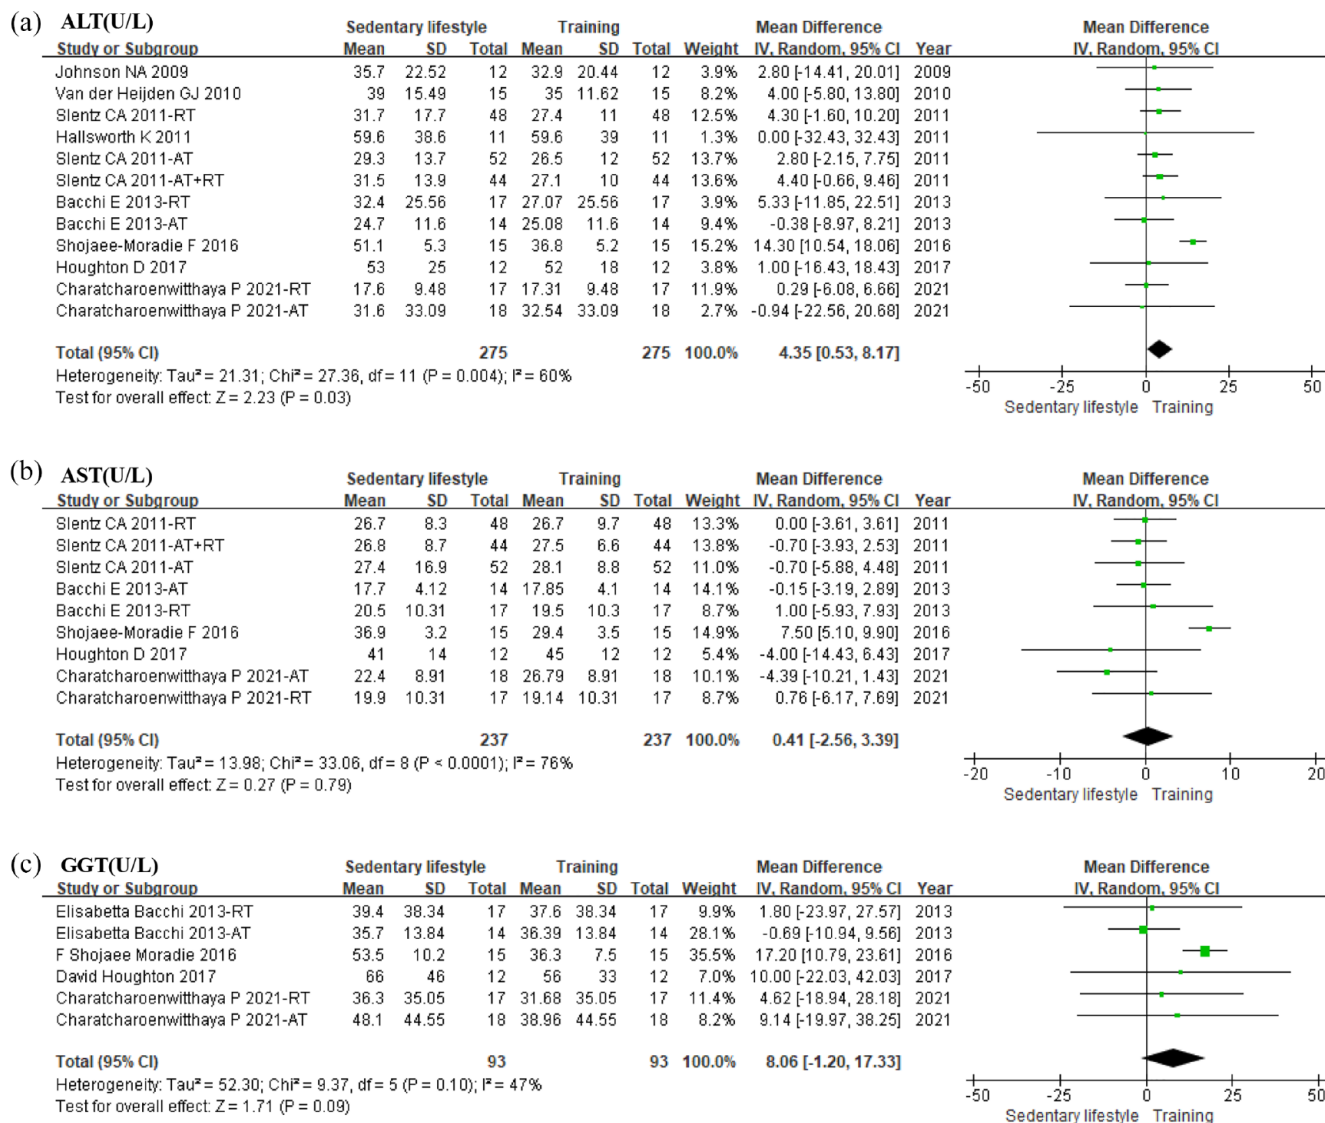 (a) ALT(U/L)
Sedentary lifestyle Training Mean Difference Mean Difference
Study or Subgroup Mean SD Total Mean SD Total Weight IV, Random, 95% CI Year IV, Random, 95% CI
Johnson NA 2009 35.7 22.52 12 32.9 20.44 12 3.9% 2.80 [-14.41, 20.01] 2009
Van der Heijden GJ 2010 39 15.49 15 35 11.62 15 8.2% 4.00 [-5.80, 13.80] 2010
Slentz CA 2011-RT 31.7 17.7 48 27.4 11 48 12.5% 4.30 [-1.60, 10.20] 2011
Hallsworth K 2011 59.6 38.6 11 59.6 39 11 1.3% 0.00 [-32.43, 32.43] 2011
Slentz CA 2011-AT 29.3 13.7 52 26.5 12 52 13.7% 2.80 [-2.15, 7.75] 2011
Slentz CA 2011-AT+RT 31.5 13.9 44 27.1 10 44 13.6% 4.40 [-0.66, 9.46] 2011
Bacchi E 2013-RT 32.4 25.56 17 27.07 25.56 17 3.9% 5.33 [-11.85, 22.51] 2013
Bacchi E 2013-AT 24.7 11.6 14 25.08 11.6 14 9.4% -0.38 [-8.97, 8.21] 2013
Shojaee-Moradie F 2016 51.1 5.3 15 36.8 5.2 15 15.2% 14.30 [10.54, 18.06] 2016
Houghton D 2017 53 25 12 52 18 12 3.8% 1.00 [-16.43, 18.43] 2017
Charatcharoenwitthaya P 2021-RT 17.6 9.48 17 17.31 9.48 17 11.9% 0.29 [-6.08, 6.66] 2021
Charatcharoenwitthaya P 2021-AT 31.6 33.09 18 32.54 33.09 18 2.7% -0.94 [-22.56, 20.68] 2021
Total (95% CI) 275 275 100.0% 4.35 [0.53, 8.17]
Heterogeneity: Tau² = 21.31; Chi² = 27.36, df = 11 (P = 0.004); I² = 60%
Test for overall effect: Z = 2.23 (P = 0.03)
-50 -25 0 25 50
Sedentary lifestyle Training
(b) AST(U/L)
Sedentary lifestyle Training Mean Difference Mean Difference
Study or Subgroup Mean SD Total Mean SD Total Weight IV, Random, 95% CI Year IV, Random, 95% CI
Slentz CA 2011-RT 26.7 8.3 48 26.7 9.7 48 13.3% 0.00 [-3.61, 3.61] 2011
Slentz CA 2011-AT+RT 26.8 8.7 44 27.5 6.6 44 13.8% -0.70 [-3.93, 2.53] 2011
Slentz CA 2011-AT 27.4 16.9 52 28.1 8.8 52 11.0% -0.70 [-5.88, 4.48] 2011
Bacchi E 2013-AT 17.7 4.12 14 17.85 4.1 14 14.1% -0.15 [-3.19, 2.89] 2013
Bacchi E 2013-RT 20.5 10.31 17 19.5 10.3 17 8.7% 1.00 [-5.93, 7.93] 2013
Shojaee-Moradie F 2016 36.9 3.2 15 29.4 3.5 15 14.9% 7.50 [5.10, 9.90] 2016
Houghton D 2017 41 14 12 45 12 12 5.4% -4.00 [-14.43, 6.43] 2017
Charatcharoenwitthaya P 2021-AT 22.4 8.91 18 26.79 8.91 18 10.1% -4.39 [-10.21, 1.43] 2021
Charatcharoenwitthaya P 2021-RT 19.9 10.31 17 19.14 10.31 17 8.7% 0.76 [-6.17, 7.69] 2021
Total (95% CI) 237 237 100.0% 0.41 [-2.56, 3.39]
Heterogeneity: Tau² = 13.98; Chi² = 33.06, df = 8 (P < 0.0001); I² = 76%
Test for overall effect: Z = 0.27 (P = 0.79)
-20 -10 0 10 20
Sedentary lifestyle Training
(c) GGT(U/L)
Sedentary lifestyle Training Mean Difference Mean Difference
Study or Subgroup Mean SD Total Mean SD Total Weight IV, Random, 95% CI Year IV, Random, 95% CI
Elisabetta Bacchi 2013-RT 39.4 38.34 17 37.6 38.34 17 9.9% 1.80 [-23.97, 27.57] 2013
Elisabetta Bacchi 2013-AT 35.7 13.84 14 36.39 13.84 14 28.1% -0.69 [-10.94, 9.56] 2013
F Shojaee Moradie 2016 53.5 10.2 15 36.3 7.5 15 35.5% 17.20 [10.79, 23.61] 2016
David Houghton 2017 66 46 12 56 33 12 7.0% 10.00 [-22.03, 42.03] 2017
Charatcharoenwitthaya P 2021-RT 36.3 35.05 17 31.68 35.05 17 11.4% 4.62 [-18.94, 28.18] 2021
Charatcharoenwitthaya P 2021-AT 48.1 44.55 18 38.96 44.55 18 8.2% 9.14 [-19.97, 38.25] 2021
Total (95% CI) 93 93 100.0% 8.06 [-1.20, 17.33]
Heterogeneity: Tau² = 52.30; Chi² = 9.37, df = 5 (P = 0.10); I² = 47%
Test for overall effect: Z = 1.71 (P = 0.09)
-50 -25 0 25 50
Sedentary lifestyle Training